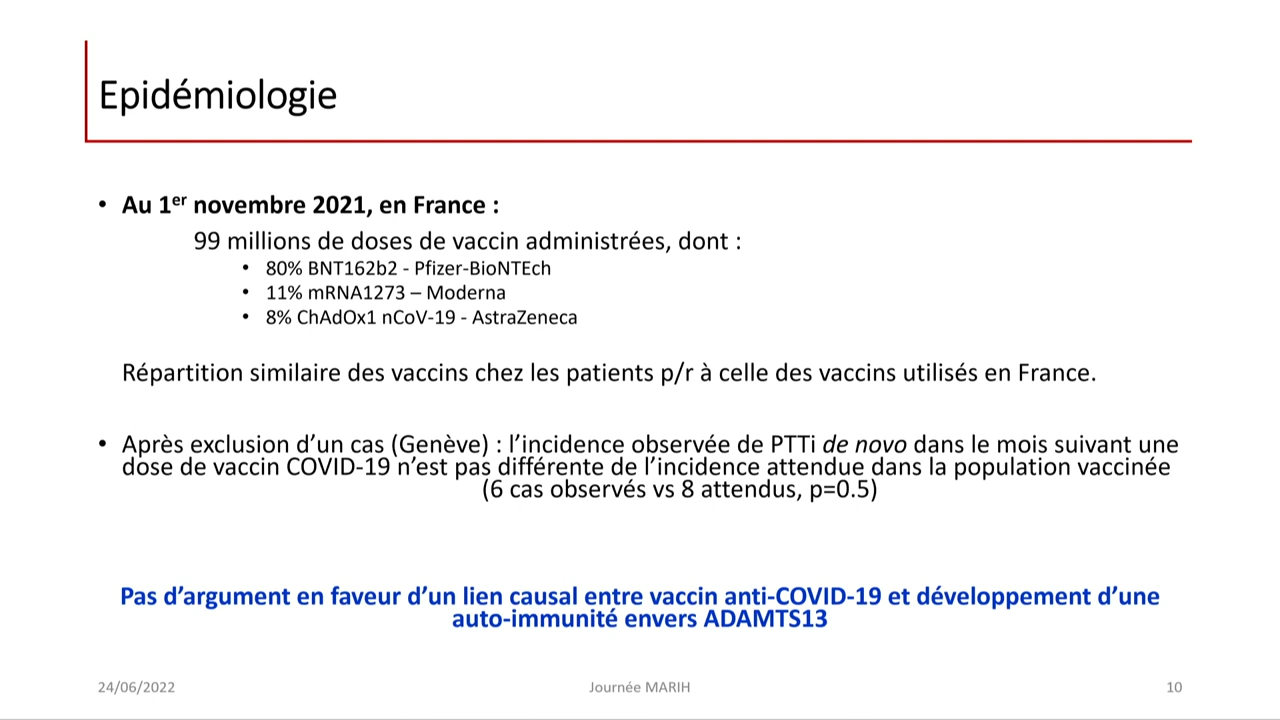 Epidémiologie
• Au 1er novembre 2021, en France :
99 millions de doses de vaccin administrées, dont :
• 80% BNT162b2 - Pfizer-BioNTEch
• 11% mRNA1273 – Moderna
• 8% ChAdOx1 nCoV-19 - AstraZeneca
Répartition similaire des vaccins chez les patients p/r à celle des vaccins utilisés en France.
• Après exclusion d’un cas (Genève) : l’incidence observée de PTTi de novo dans le mois suivant une
dose de vaccin COVID-19 n’est pas différente de l’incidence attendue dans la population vaccinée
(6 cas observés vs 8 attendus, p=0.5)
Pas d’argument en faveur d’un lien causal entre vaccin anti-COVID-19 et développement d’une
auto-immunité envers ADAMTS13
24/06/2022
Journée MARIH
10